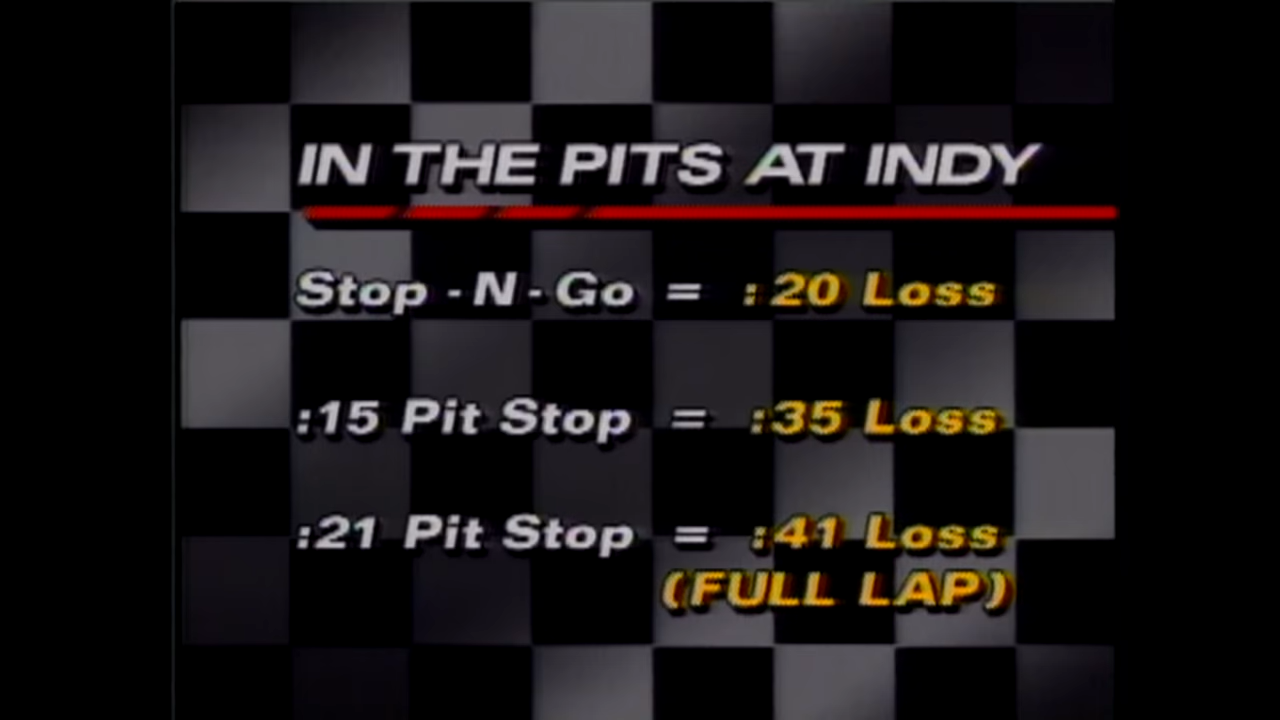 IN THE PITS AT INDY
Stop - N - Go = :20 Loss
:15 Pit Stop = :35 Loss
:21 Pit Stop = :41 Loss
(FULL LAP)